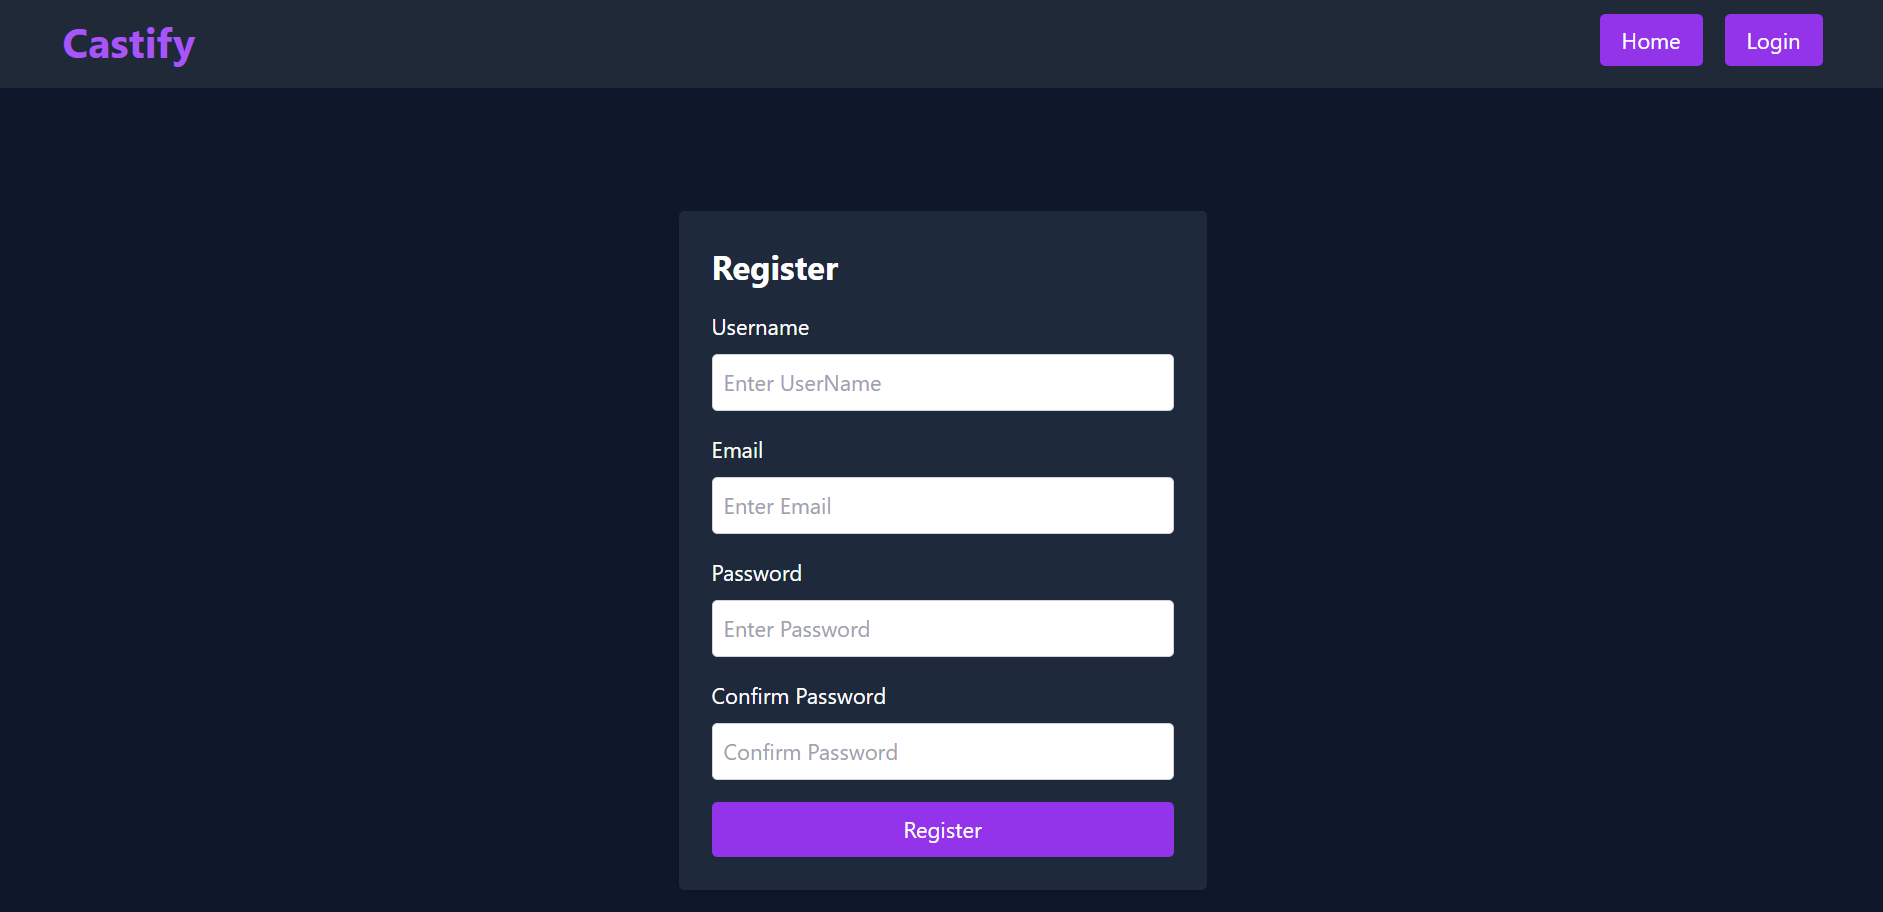 Castify
Home
Login
Register
Username
Enter UserName
Email
Enter Email
Password
Enter Password
Confirm Password
Confirm Password
Register